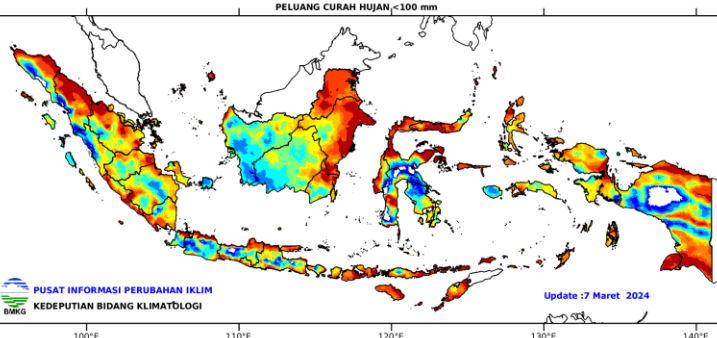 PELUANG CURAH HUJAN <100 mm
PUSAT INFORMASI PERUBAHAN IKLIM
KEDEPUTIAN BIDANG KLIMATOLOGI
BMKG
Update :7 Maret 2024
100°E 110°E 120°E 130°E 140°E